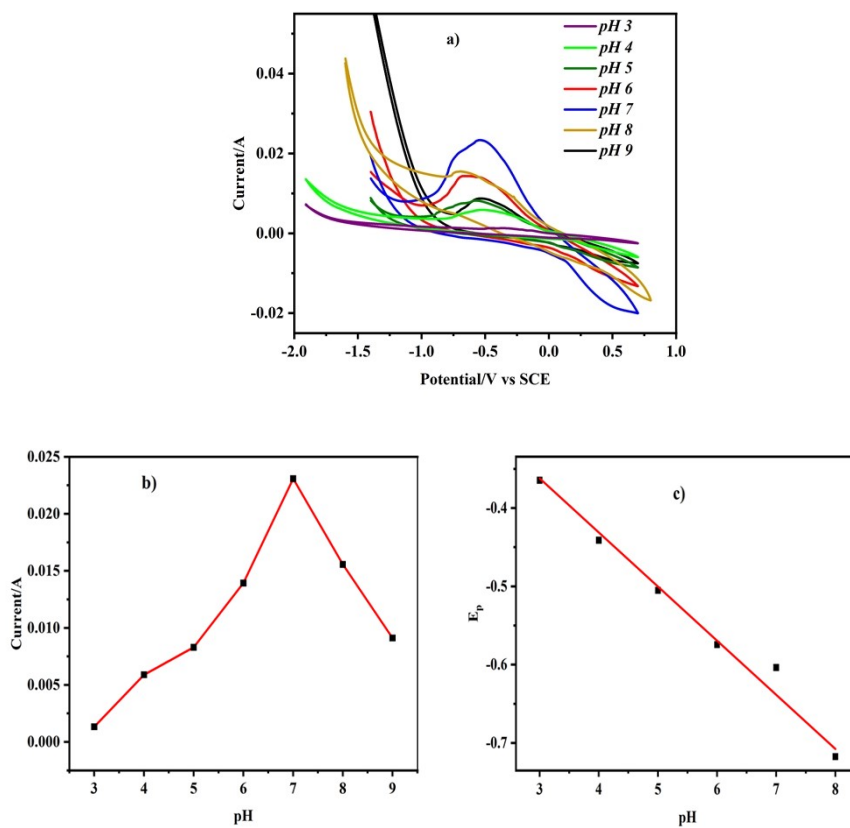 a)
pH 3
pH 4
pH 5
pH 6
pH 7
pH 8
pH 9
0.04
0.02
0.00
-0.02
Current/A
-2.0 -1.5 -1.0 -0.5 0.0 0.5 1.0
Potential/V vs SCE
b)
0.025
0.020
0.015
0.010
0.005
0.000
Current/A
3 4 5 6 7 8 9
pH
c)
-0.4
-0.5
-0.6
-0.7
Ep
3 4 5 6 7 8
pH